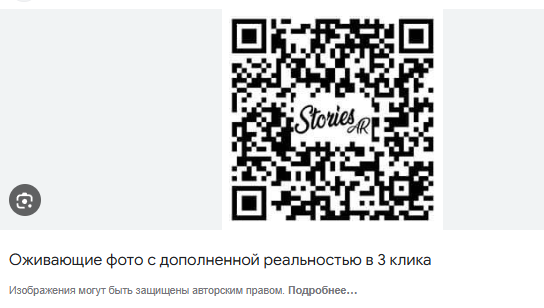 Stories
AR
Оживающие фото с дополненной реальностью в 3 клика
Изображения могут быть защищены авторским правом. Подробнее…